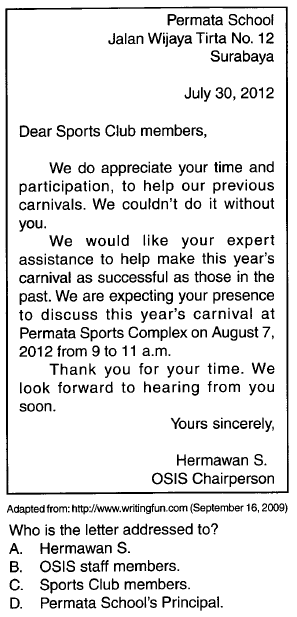 Permata School
Jalan Wijaya Tirta No. 12
Surabaya
July 30, 2012
Dear Sports Club members,
We do appreciate your time and
participation, to help our previous
carnivals. We couldn't do it without
you.
We would like your expert
assistance to help make this year's
carnival as successful as those in the
past. We are expecting your presence
to discuss this year's carnival at
Permata Sports Complex on August 7,
2012 from 9 to 11 a.m.
Thank you for your time. We
look forward to hearing from you
soon.
Yours sincerely,
Hermawan S.
OSIS Chairperson
Adapted from: http://www.writingfun.com (September 16, 2009)
Who is the letter addressed to?
A. Hermawan S.
B. OSIS staff members.
C. Sports Club members.
D. Permata School's Principal.